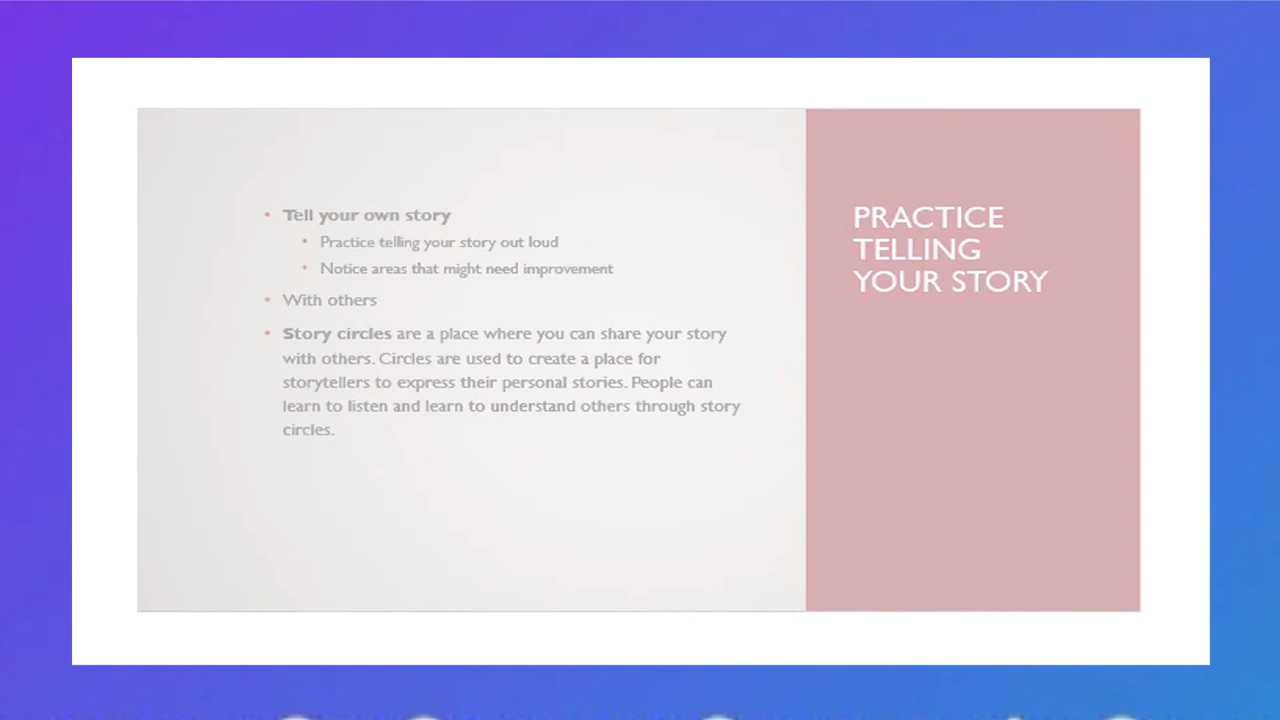 Tell your own story
Practice telling your story out loud
Notice areas that might need improvement
With others
Story circles are a place where you can share your story
with others. Circles are used to create a place for
storytellers to express their personal stories. People can
learn to listen and learn to understand others through story
circles.
PRACTICE
TELLING
YOUR STORY